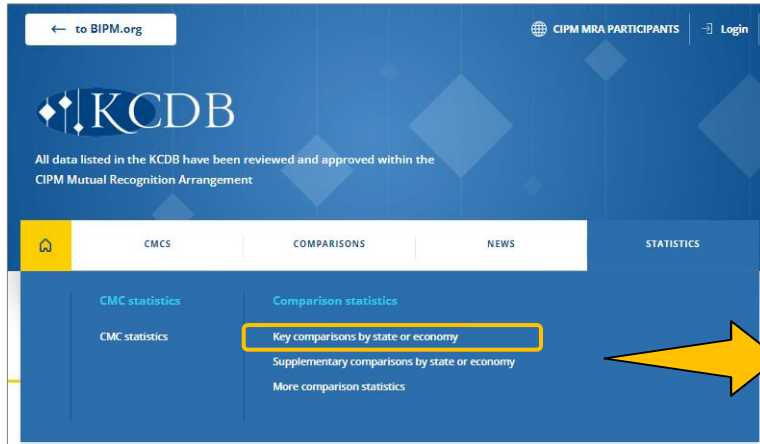 ← to BIPM.org
CIPM MRA PARTICIPANTS
Login
KCDB
All data listed in the KCDB have been reviewed and approved within the
CIPM Mutual Recognition Arrangement
CMCS
COMPARISONS
NEWS
STATISTICS
CMC statistics
Comparison statistics
CMC statistics
Key comparisons by state or economy
Supplementary comparisons by state or economy
More comparison statistics